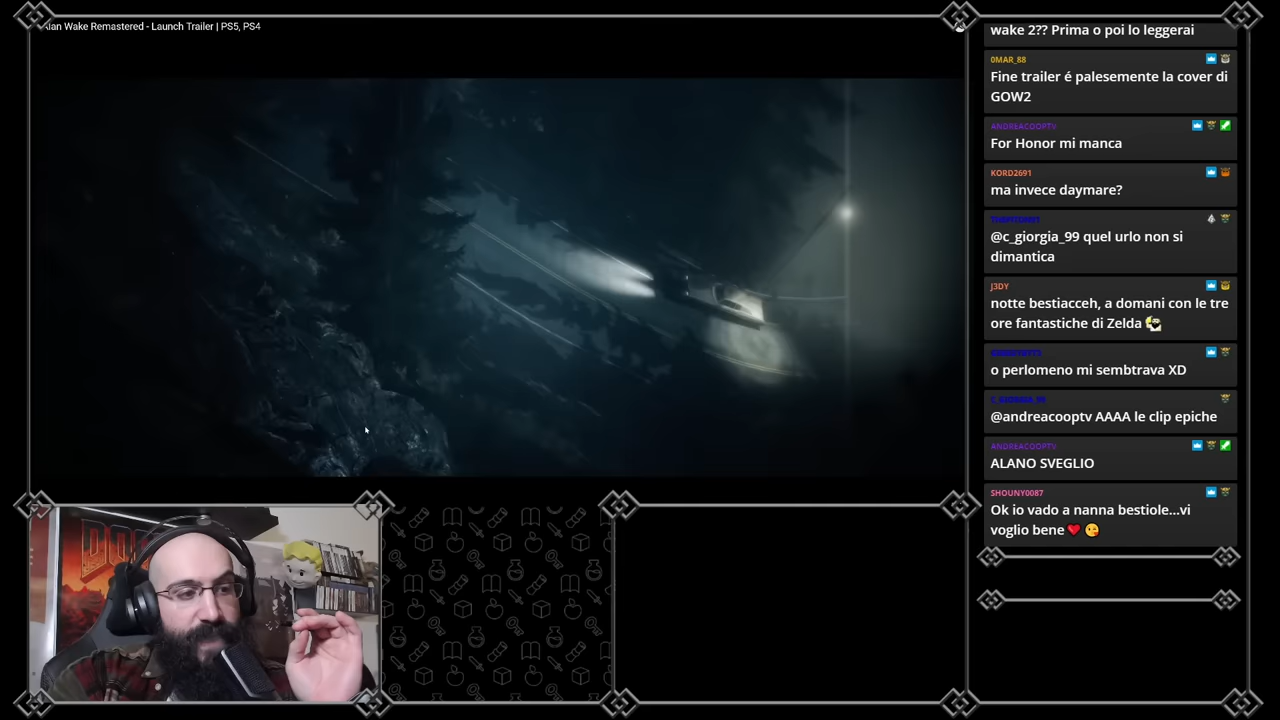 Alan Wake Remastered - Launch Trailer | PS5, PS4
wake 2?? Prima o poi lo leggerai
0MAR_88
Fine trailer é palesemente la cover di
GOW2
ANDREACOOPTV
For Honor mi manca
KORD2691
ma invece daymare?
@c_giorgia_99 quel urlo non si
dimantica
J3DY
notte bestiacceh, a domani con le tre
ore fantastiche di Zelda
o perlomeno mi sembtrava XD
@andreacooptv AAAA le clip epiche
ANDREACOOPTV
ALANO SVEGLIO
SHOUNY0087
Ok io vado a nanna bestiole...vi
voglio bene